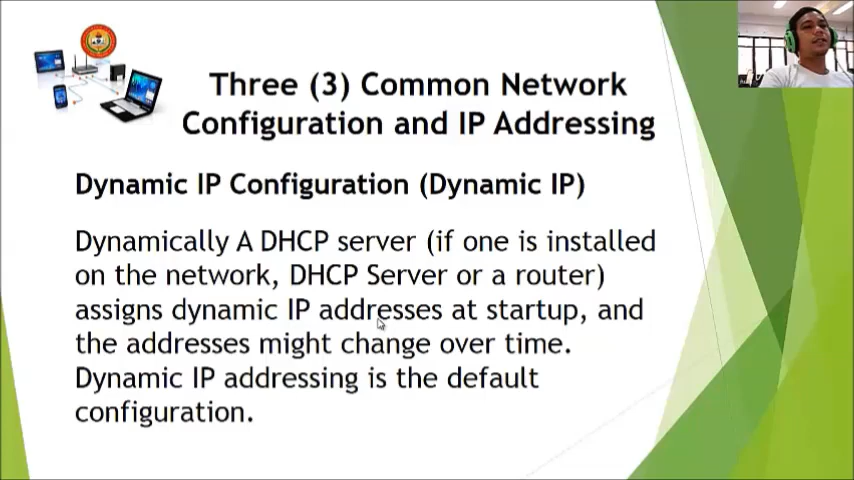 Three (3) Common Network
Configuration and IP Addressing
Dynamic IP Configuration (Dynamic IP)
Dynamically A DHCP server (if one is installed
on the network, DHCP Server or a router)
assigns dynamic IP addresses at startup, and
the addresses might change over time.
Dynamic IP addressing is the default
configuration.